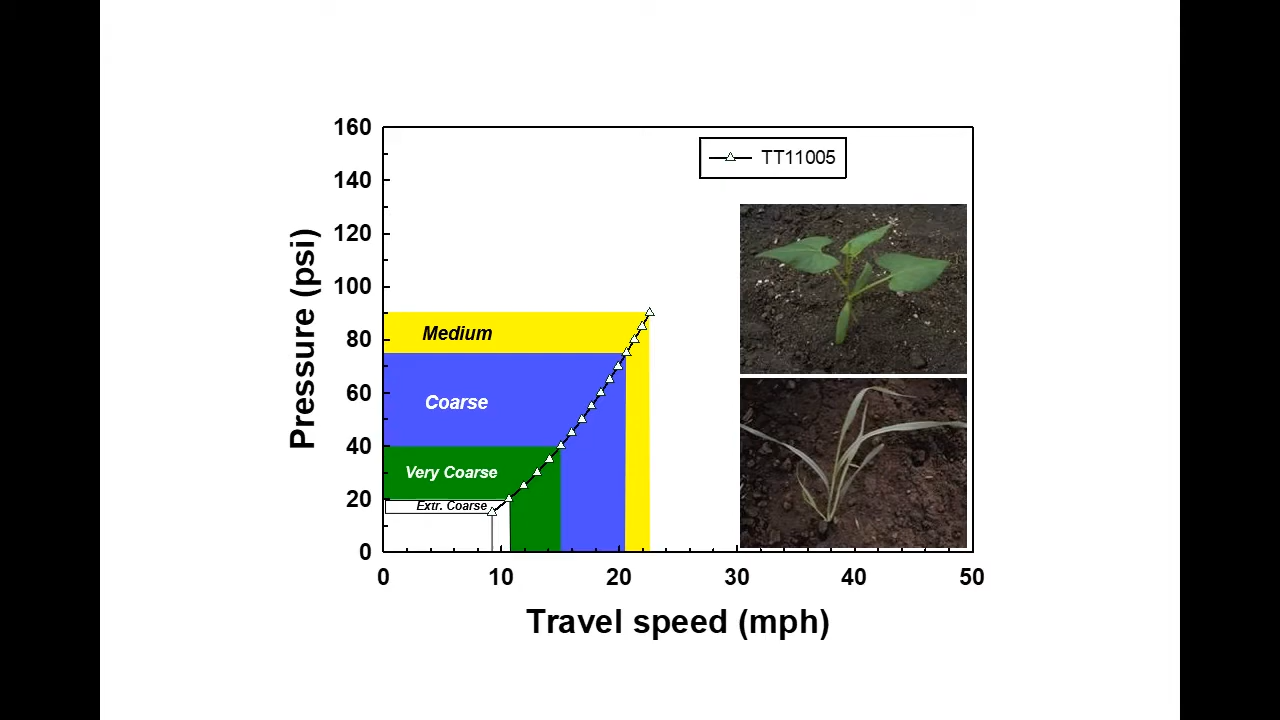 160
140
120
100
80
60
40
20
0
Pressure (psi)
TT11005
Medium
Coarse
Very Coarse
Extr. Coarse
0 10 20 30 40 50
Travel speed (mph)